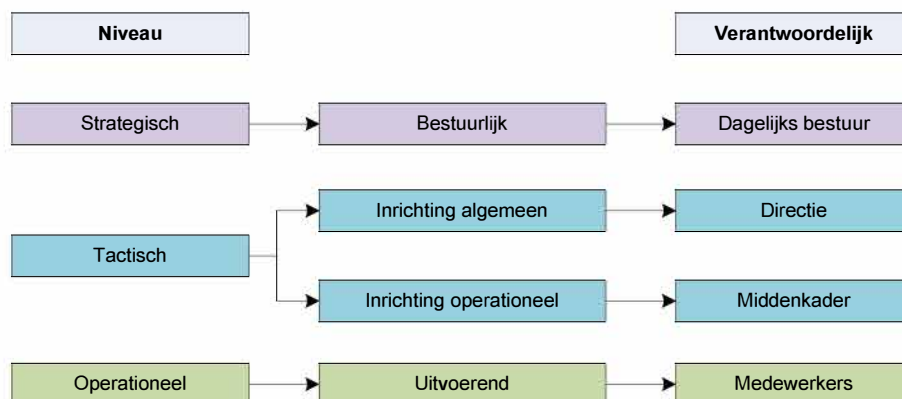 Niveau
Verantwoordelijk
Strategisch
Bestuurlijk
Dagelijks bestuur
Inrichting algemeen
Directie
Tactisch
Inrichting operationeel
Middenkader
Operationeel
Uitvoerend
Medewerkers